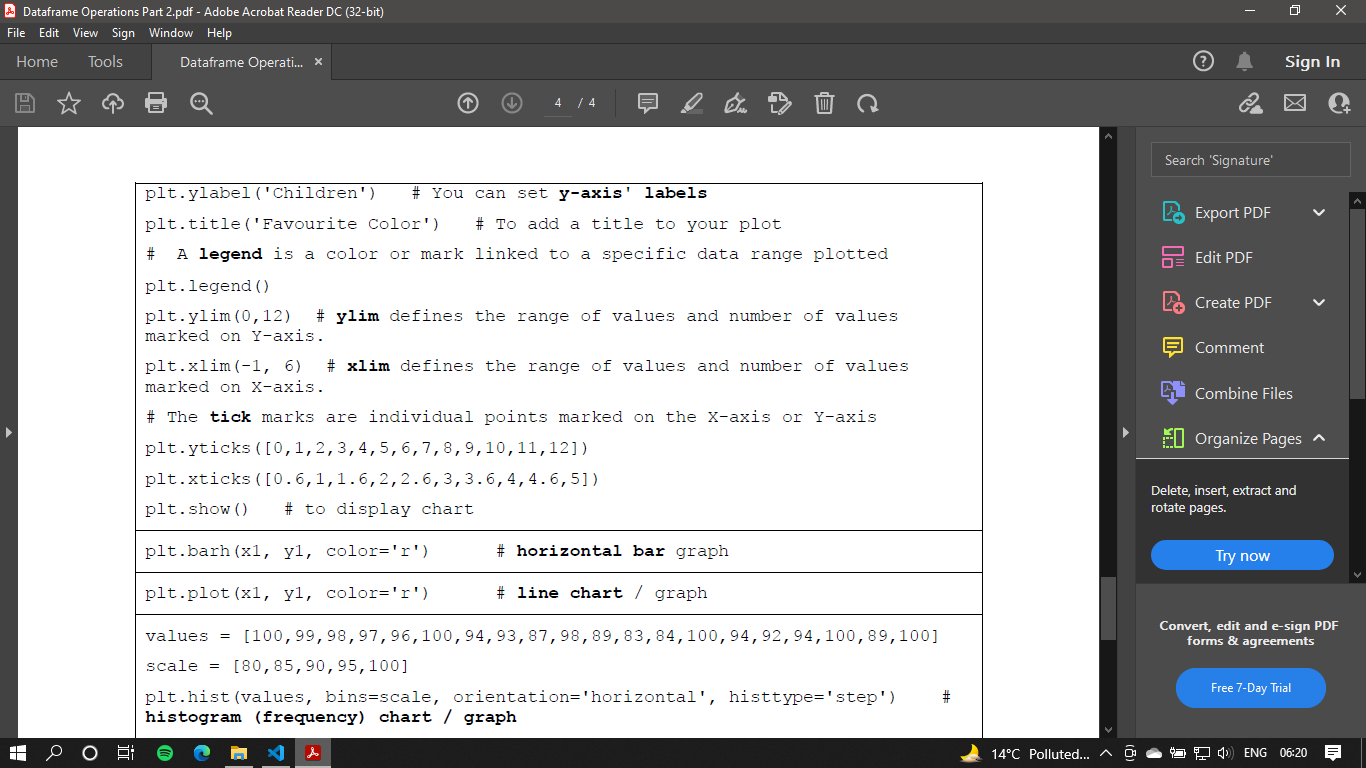 Dataframe Operations Part 2.pdf - Adobe Acrobat Reader DC (32-bit)
File Edit View Sign Window Help
Home Tools Dataframe Operati... × Sign In
4 / 4
Search 'Signature'
plt.ylabel('Children') # You can set y-axis' labels
plt.title('Favourite Color') # To add a title to your plot
# A legend is a color or mark linked to a specific data range plotted
plt.legend()
plt.ylim(0,12) # ylim defines the range of values and number of values
marked on Y-axis.
plt.xlim(-1, 6) # xlim defines the range of values and number of values
marked on X-axis.
# The tick marks are individual points marked on the X-axis or Y-axis
plt.yticks([0,1,2,3,4,5,6,7,8,9,10,11,12])
plt.xticks([0.6,1,1.6,2,2.6,3,3.6,4,4.6,5])
plt.show() # to display chart
plt.barh(x1, y1, color='r') # horizontal bar graph
plt.plot(x1, y1, color='r') # line chart / graph
values = [100,99,98,97,96,100,94,93,87,98,89,83,84,100,94,92,94,100,89,100]
scale = [80,85,90,95,100]
plt.hist(values, bins=scale, orientation='horizontal', histtype='step') #
histogram (frequency) chart / graph
Export PDF
Edit PDF
Create PDF
Comment
Combine Files
Organize Pages
Delete, insert, extract and
rotate pages.
Try now
Convert, edit and e-sign PDF
forms & agreements
Free 7-Day Trial
14°C Polluted... ENG 06:20